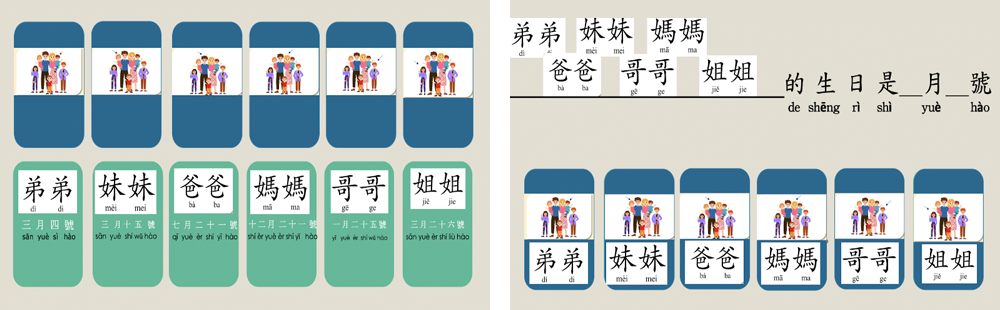 弟弟 妹妹 爸爸 媽媽 哥哥 姐姐
dì di mèi mei bà ba mā ma gē ge jiě jie
三月四號 三月十五號 七月二十一號 十二月二十一號 一月二十五號 三月二十六號
sān yuè sì hào sān yuè shí wǔ hào qī yuè èr shí yī hào shí èr yuè èr shí yī hào yī yuè èr shí wǔ hào sān yuè èr shí liù hào
弟弟 妹妹 媽媽
dì mèi mei mā ma
爸爸 哥哥 姐姐
bà ba gē ge jiě jie
的生日是__月__號
de shēng rì shì yuè hào
弟弟 妹妹 爸爸 媽媽 哥哥 姐姐
dì di mèi mei bà ba mā ma gē ge jiě jie